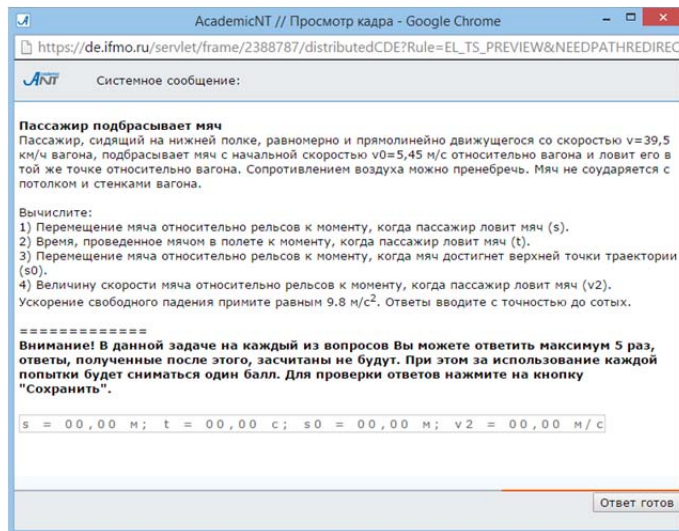 AcademicNT // Просмотр кадра - Google Chrome
https://de.ifmo.ru/servlet/frame/2388787/distributedCDE?Rule=EL_TS_PREVIEW&NEEDPATHREDIREC
Academic ANT Системное сообщение:
Пассажир подбрасывает мяч
Пассажир, сидящий на нижней полке, равномерно и прямолинейно движущегося со скоростью v=39,5
км/ч вагона, подбрасывает мяч с начальной скоростью v0=5,45 м/с относительно вагона и ловит его в
той же точке относительно вагона. Сопротивлением воздуха можно пренебречь. Мяч не соударяется с
потолком и стенками вагона.
Вычислите:
1) Перемещение мяча относительно рельсов к моменту, когда пассажир ловит мяч (s).
2) Время, проведенное мячом в полете к моменту, когда пассажир ловит мяч (t).
3) Перемещение мяча относительно рельсов к моменту, когда мяч достигнет верхней точки траектории
(s0).
4) Величину скорости мяча относительно рельсов к моменту, когда пассажир ловит мяч (v2).
Ускорение свободного падения примите равным 9.8 м/с². Ответы вводите с точностью до сотых.
=============
Внимание! В данной задаче на каждый из вопросов Вы можете ответить максимум 5 раз,
ответы, полученные после этого, засчитаны не будут. При этом за использование каждой
попытки будет сниматься один балл. Для проверки ответов нажмите на кнопку
"Сохранить".
s = 00,00 м; t = 00,00 с; s0 = 00,00 м; v2 = 00,00 м/с
Ответ готов